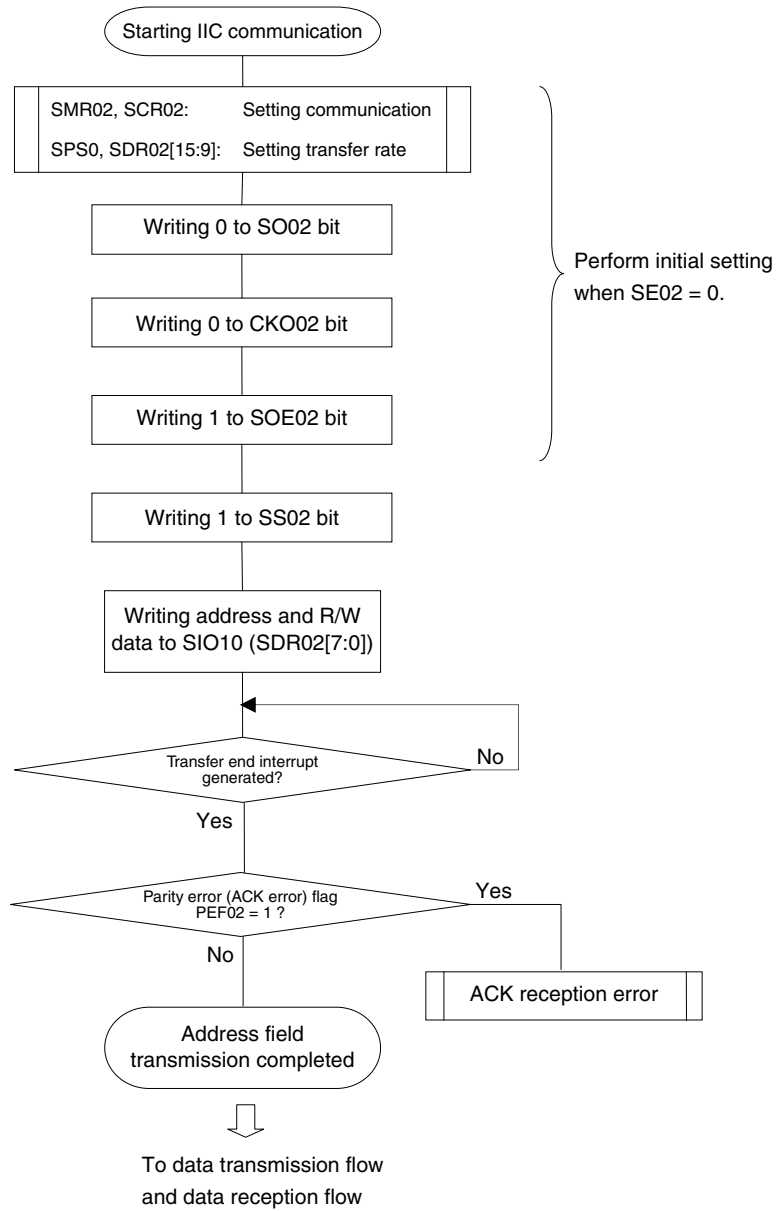 Starting IIC communication
SMR02, SCR02: Setting communication
SPS0, SDR02[15:9]: Setting transfer rate
Writing 0 to SO02 bit
Perform initial setting
when SE02 = 0.
Writing 0 to CKO02 bit
Writing 1 to SOE02 bit
Writing 1 to SS02 bit
Writing address and R/W
data to SIO10 (SDR02[7:0])
Transfer end interrupt
generated?
No
Yes
Parity error (ACK error) flag
PEF02 = 1 ?
Yes
No
ACK reception error
Address field
transmission completed
To data transmission flow
and data reception flow